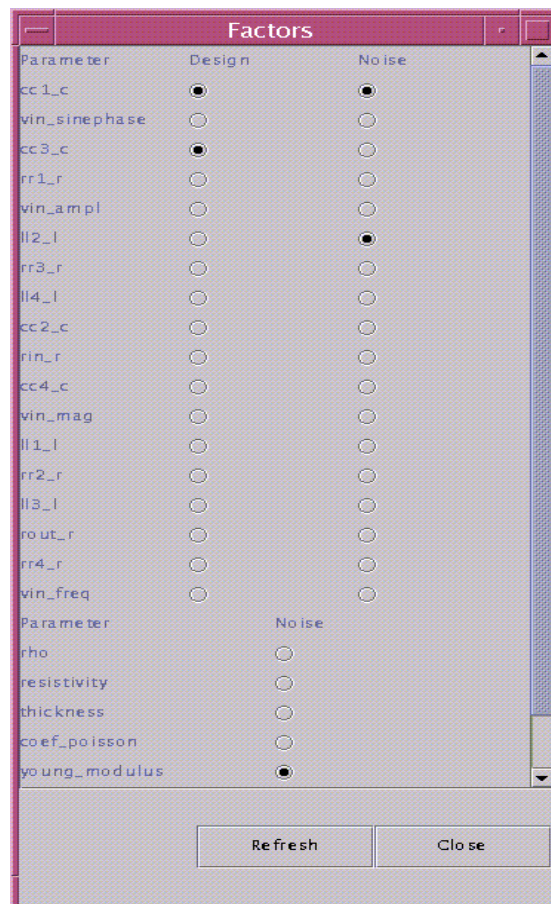 Factors
Parameter Design Noise
cc1_c
vin_sinephase
cc3_c
rr1_r
vin_ampl
ll2_l
rr3_r
ll4_l
cc2_c
rin_r
cc4_c
vin_mag
ll1_l
rr2_r
ll3_l
rout_r
rr4_r
vin_freq
Parameter Noise
rho
resistivity
thickness
coef_poisson
young_modulus
Refresh Close